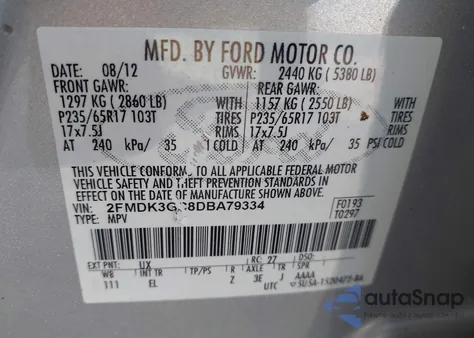 MFD. BY FORD MOTOR CO.
DATE: 08/12 GVWR: 2440 KG ( 5380 LB)
FRONT GAWR: REAR GAWR:
1297 KG (2860 LB) WITH 1157 KG (2550 LB) WITH
P235/65R17 103T TIRES P235/65R17 103T TIRES
17x7.5J RIMS 17x7.5J RIMS
AT 240 kPa/ 35 COLD AT 240 kPa/ 35 PSI COLD
THIS VEHICLE CONFORMS TO ALL APPLICABLE FEDERAL MOTOR
VEHICLE SAFETY AND THEFT PREVENTION STANDARDS IN
EFFECT ON THE DATE OF MANUFACTURE SHOWN ABOVE.
VIN: F0193
TYPE: MPV T0297
EXT PNT: UX RC: 27 DSO:
WB INT TR TP/PS R AXLE TR SPR
111 EL Z 3E J AAAA
UTC
autoSnap